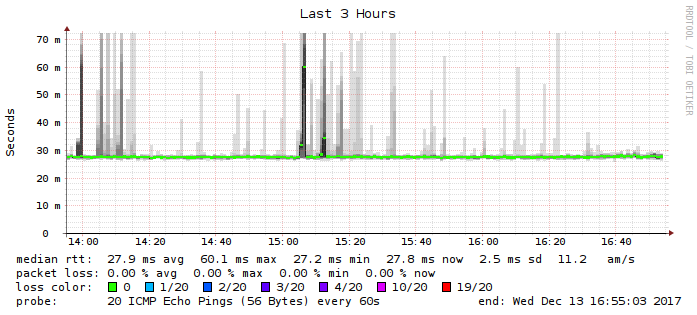 Last 3 Hours
RRDTOOL / TOBI OETIKER
Seconds
70 m
60 m
50 m
40 m
30 m
20 m
10 m
0
14:00 14:20 14:40 15:00 15:20 15:40 16:00 16:20 16:40
median rtt: 27.9 ms avg 60.1 ms max 27.2 ms min 27.8 ms now 2.5 ms sd 11.2 am/s
packet loss: 0.00 % avg 0.00 % max 0.00 % min 0.00 % now
loss color: 0 1/20 2/20 3/20 4/20 10/20 19/20
probe: 20 ICMP Echo Pings (56 Bytes) every 60s end: Wed Dec 13 16:55:03 2017